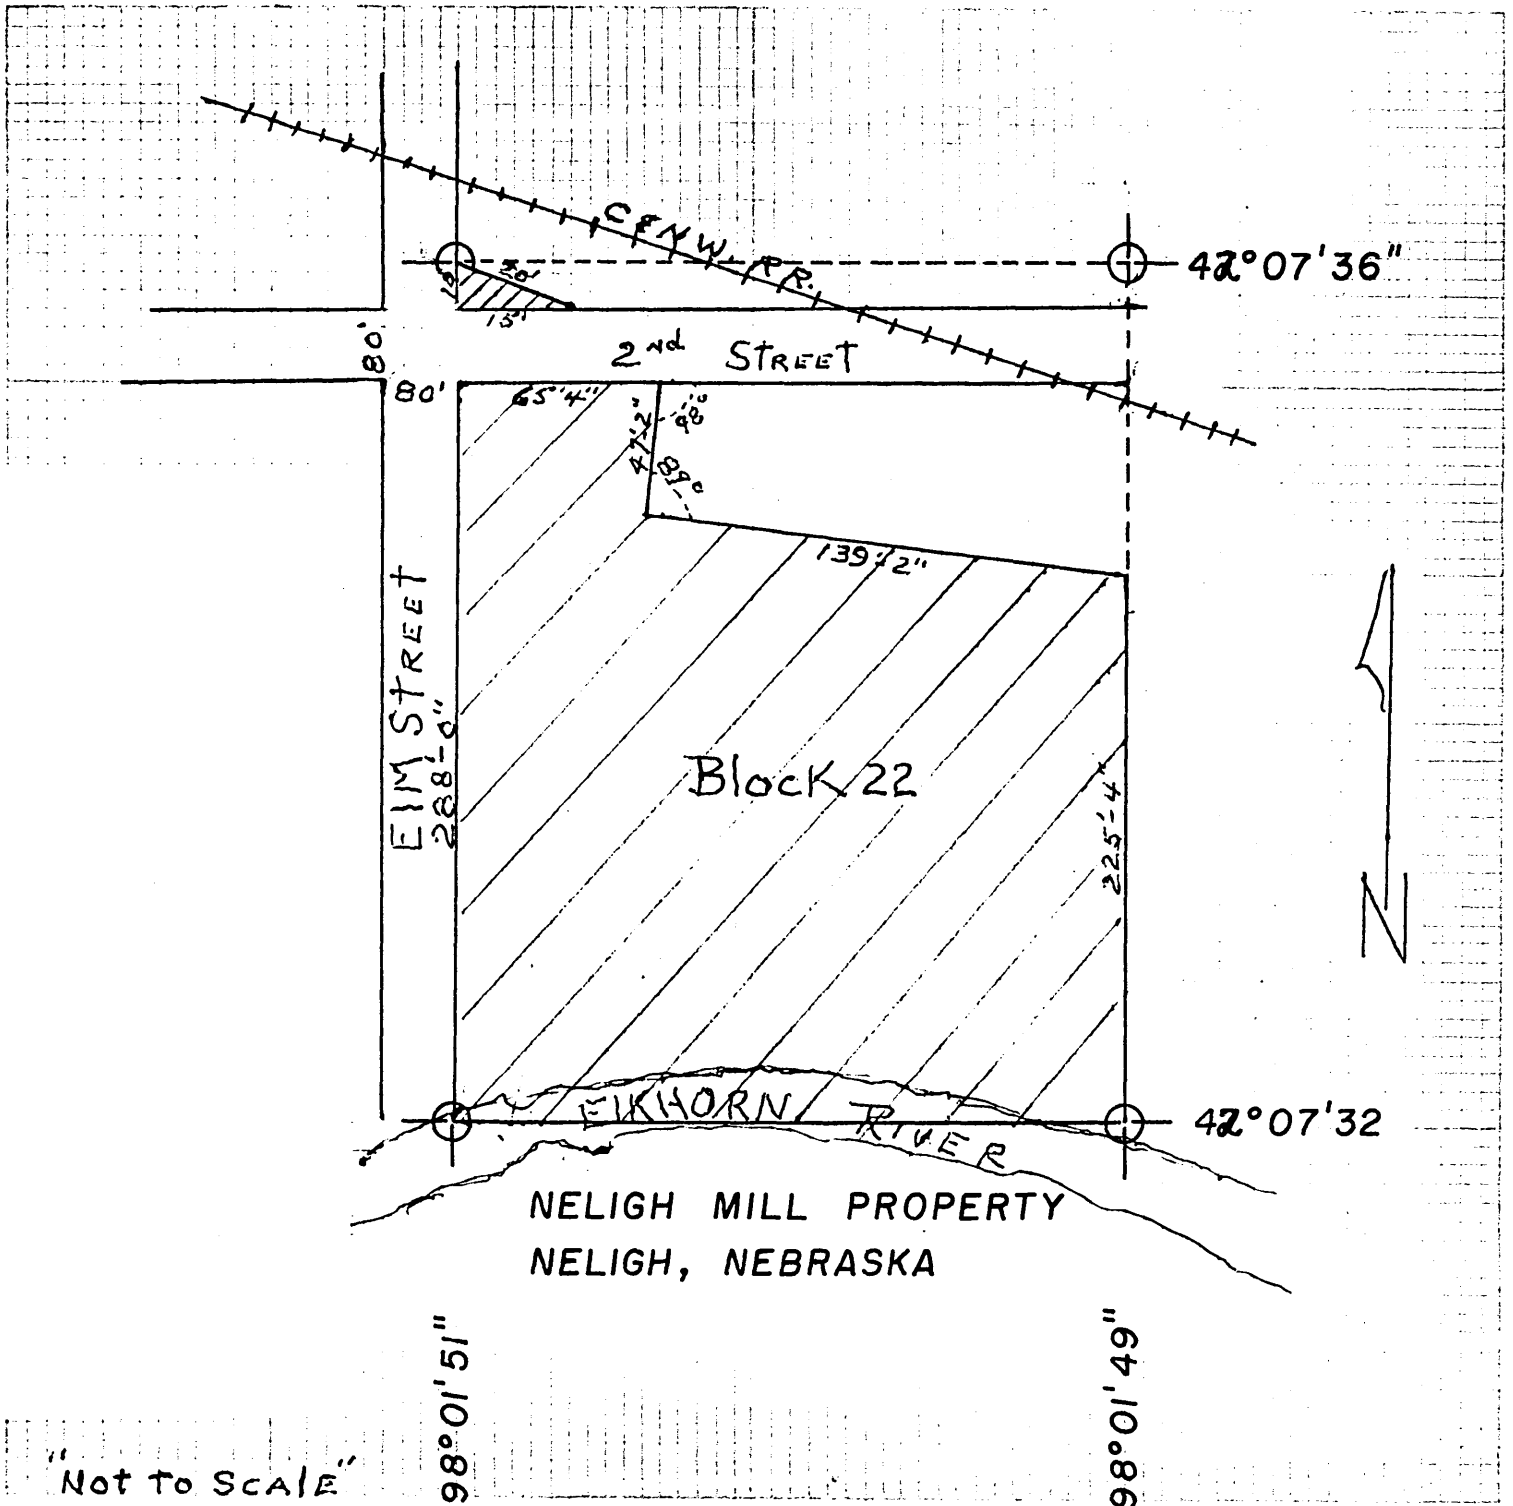 C&NW. RR.
42°07'36"
20'
15'
2nd STREET
80'
80'
65'4"
47'-2"
98°
89°
139'-2"
ElM STREET
288'-0"
Block 22
225'-4"
N
ElKHORN RIVER
42°07'32
NELIGH MILL PROPERTY
NELIGH, NEBRASKA
98°01'51"
98°01'49"
"Not To ScAlE"